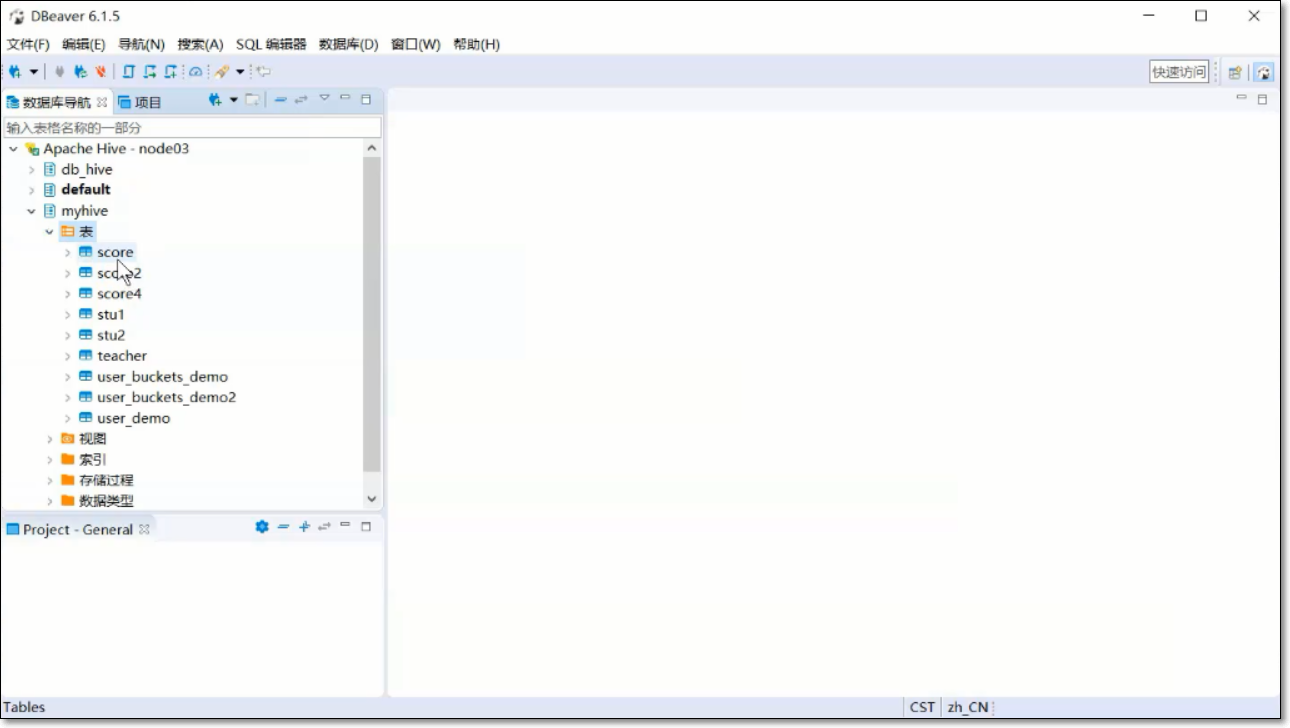 DBeaver 6.1.5
文件(F) 编辑(E) 导航(N) 搜索(A) SQL 编辑器 数据库(D) 窗口(W) 帮助(H)
快速访问
数据库导航 项目
输入表格名称的一部分
Apache Hive - node03
db_hive
default
myhive
表
score
score2
score4
stu1
stu2
teacher
user_buckets_demo
user_buckets_demo2
user_demo
视图
索引
存储过程
数据类型
Project - General
Tables CST zh_CN